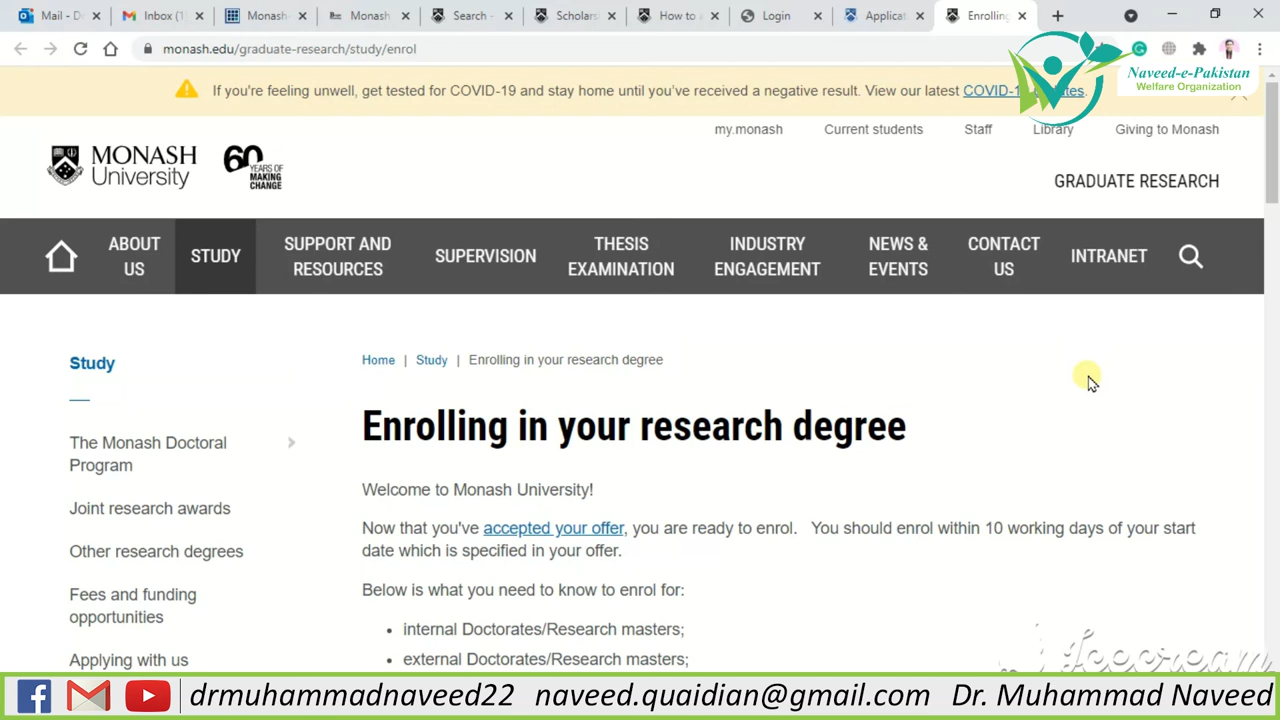 Mail - D
Inbox (1
Monash-
Monash
Search -
Scholars
How to a
Login
Applicat
Enrolling
monash.edu/graduate-research/study/enrol
Naveed-e-Pakistan
Welfare Organization
If you're feeling unwell, get tested for COVID-19 and stay home until you've received a negative result. View our latest COVID-1
my.monash
Current students
Staff
Library
Giving to Monash
MONASH
University
60
YEARS OF
MAKING
CHANGE
GRADUATE RESEARCH
ABOUT
US
STUDY
SUPPORT AND
RESOURCES
SUPERVISION
THESIS
EXAMINATION
INDUSTRY
ENGAGEMENT
NEWS &
EVENTS
CONTACT
US
INTRANET
Study
The Monash Doctoral
Program
Joint research awards
Other research degrees
Fees and funding
opportunities
Applying with us
Home | Study | Enrolling in your research degree
Enrolling in your research degree
Welcome to Monash University!
Now that you've accepted your offer, you are ready to enrol. You should enrol within 10 working days of your start
date which is specified in your offer.
Below is what you need to know to enrol for:
• internal Doctorates/Research masters;
• external Doctorates/Research masters;
Icecream
drmuhammadnaveed22 naveed.quaidian@gmail.com Dr. Muhammad Naveed